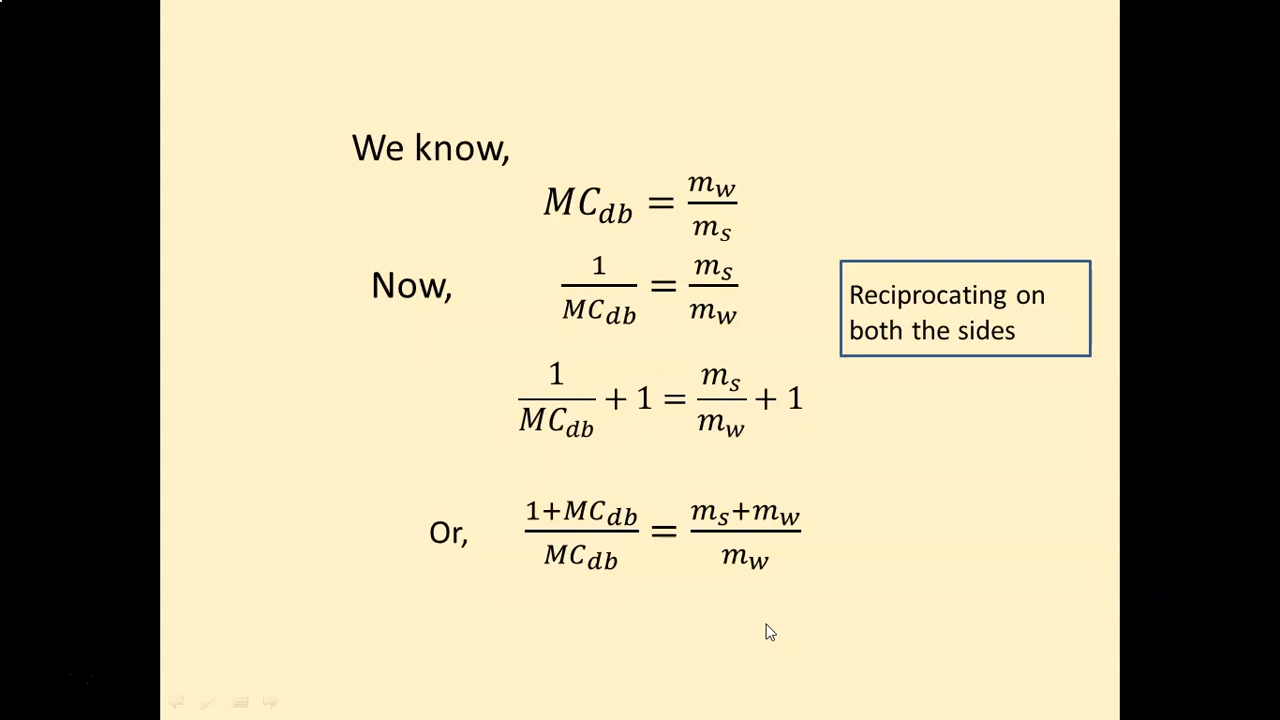 We know,
MC_db = m_w/m_s
Now, 1/MC_db = m_s/m_w
Reciprocating on
both the sides
1/MC_db + 1 = m_s/m_w + 1
Or, 1+MC_db/MC_db = m_s+m_w/m_w